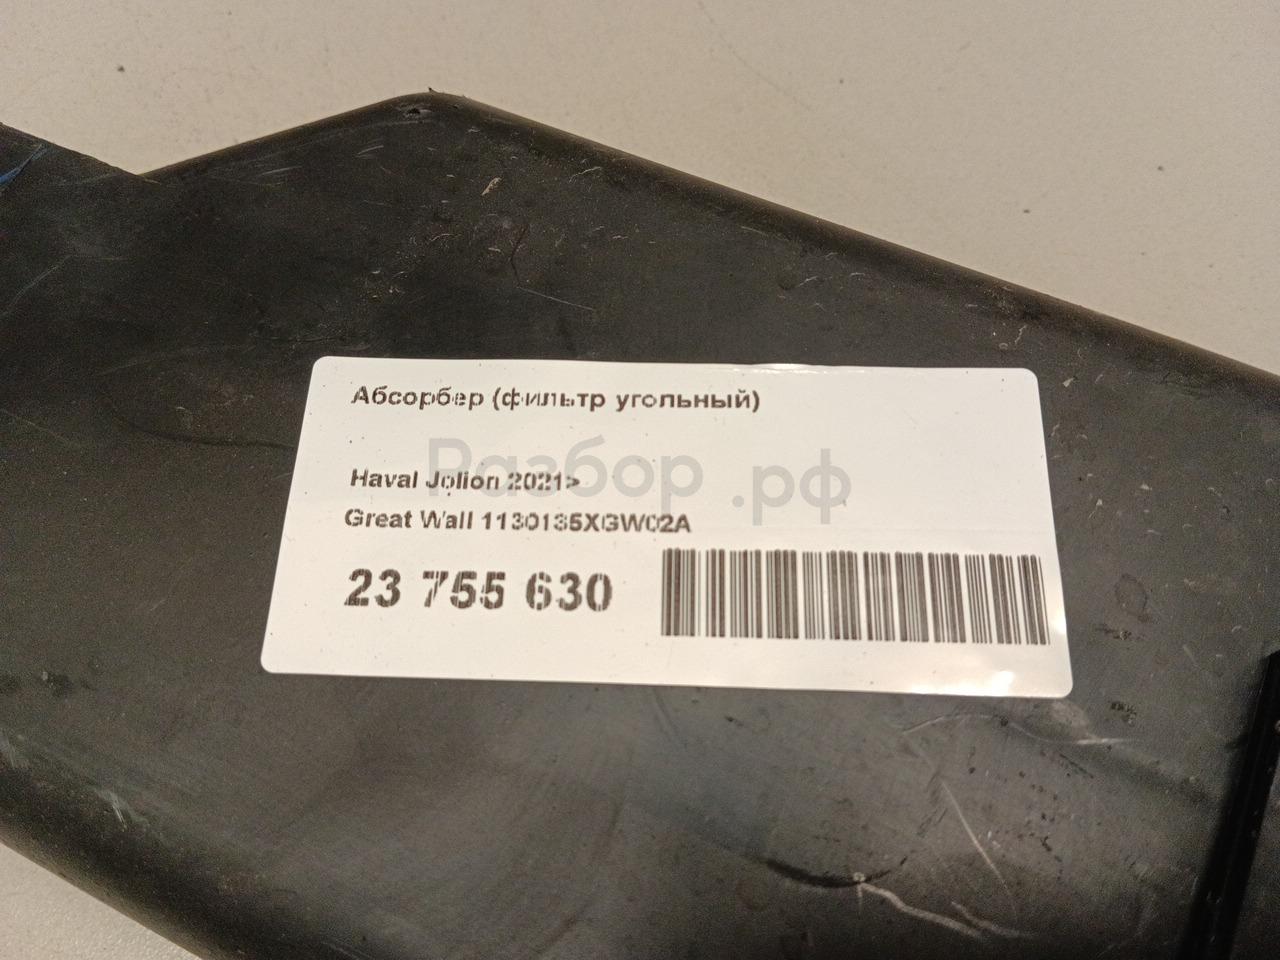 Абсорбер (фильтр угольный)
Разбор.рф
Haval Jolion 2021>
Great Wall 1130135XGW02A
23 755 630